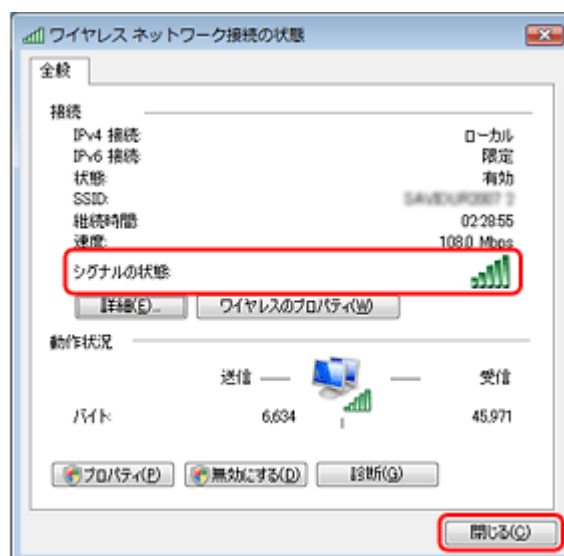 ワイヤレス ネットワーク接続の状態
全般
接続
IPv4 接続: ローカル
IPv6 接続: 限定
状態: 有効
SSID:
継続時間: 02:28:55
速度: 108.0 Mbps
シグナルの状態:
詳細(E)... ワイヤレスのプロパティ(W)
動作状況
送信 — — 受信
バイト: 6,634 45,971
プロパティ(P) 無効にする(D) 診断(G)
閉じる(C)